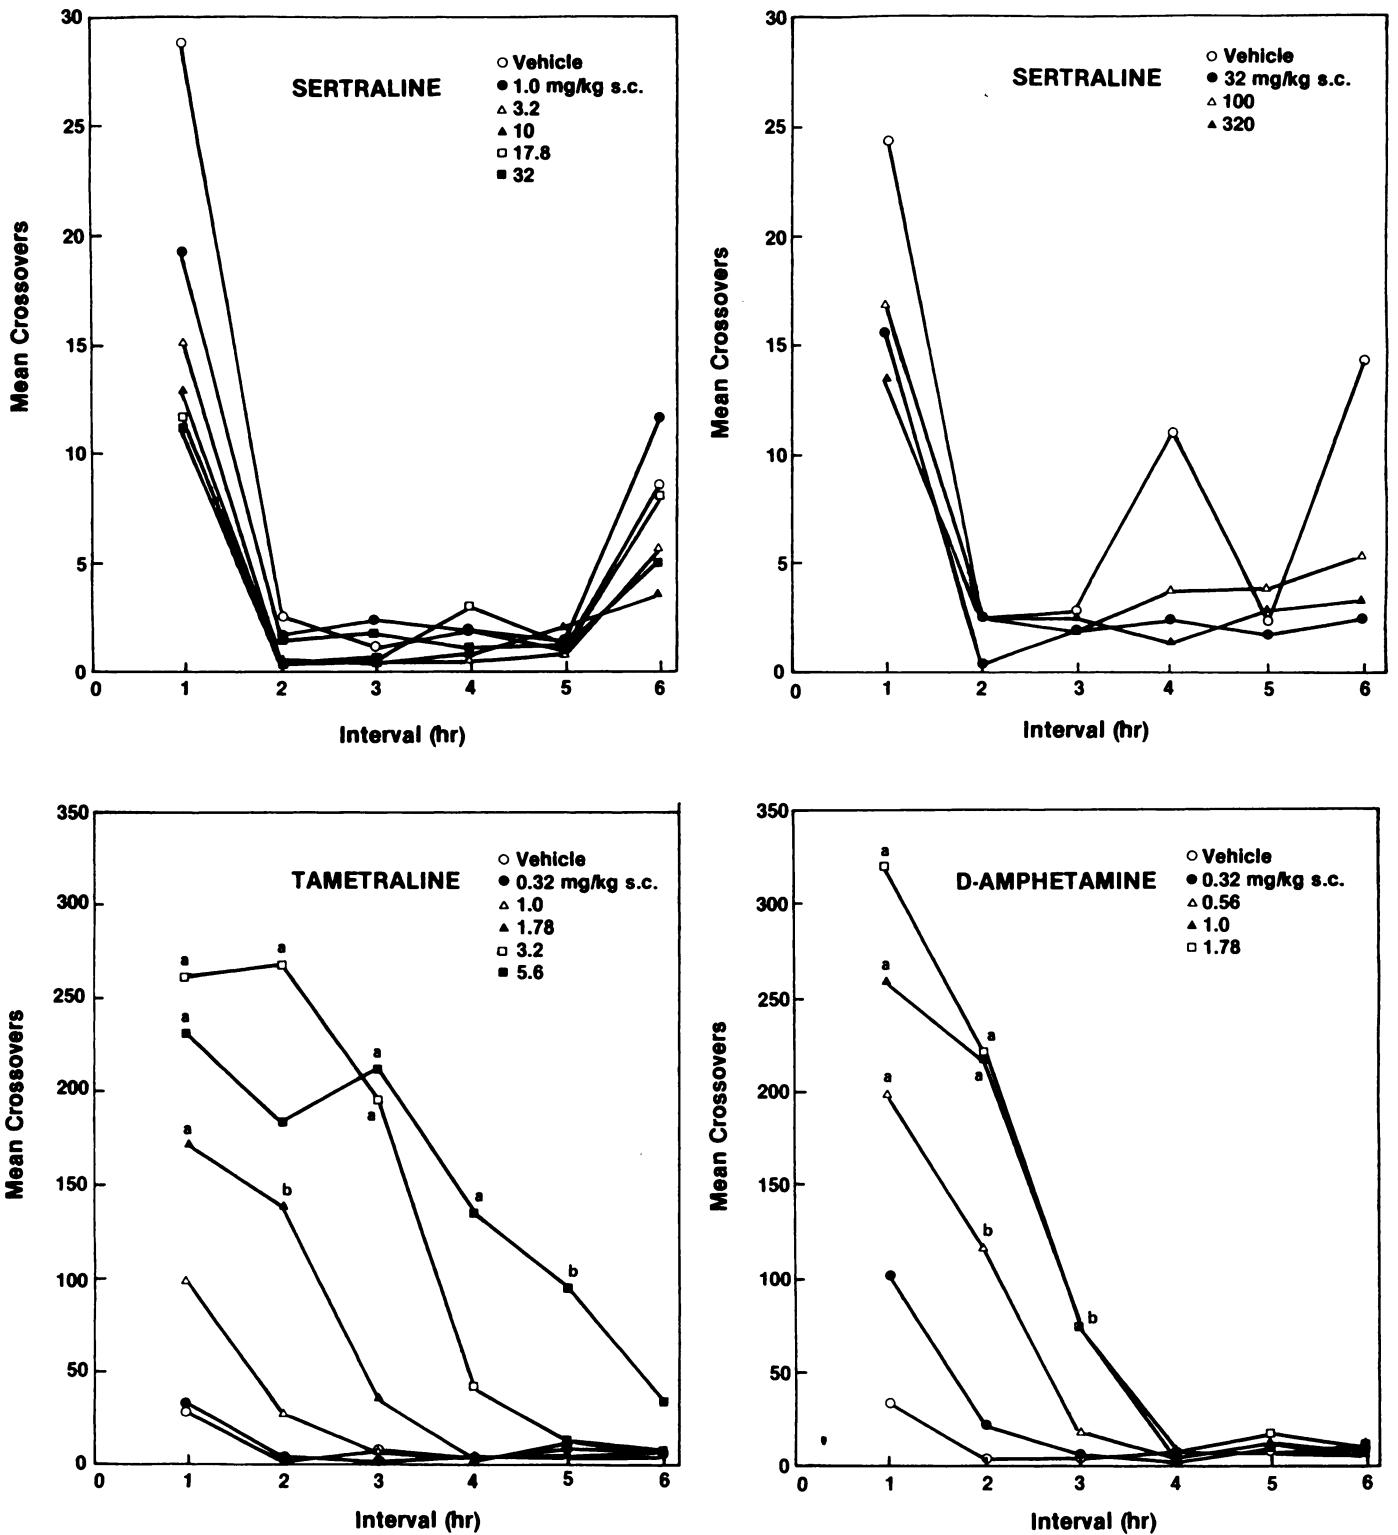 SERTRALINE
Vehicle
1.0 mg/kg s.c.
3.2
10
17.8
32
30
25
20
15
10
5
0
Mean Crossovers
0 1 2 3 4 5 6
Interval (hr)
SERTRALINE
Vehicle
32 mg/kg s.c.
100
320
30
25
20
15
10
5
0
Mean Crossovers
0 1 2 3 4 5 6
Interval (hr)
TAMETRALINE
Vehicle
0.32 mg/kg s.c.
1.0
1.78
3.2
5.6
350
300
250
200
150
100
50
0
Mean Crossovers
a
a
a
a
a
a
b
a
b
0 1 2 3 4 5 6
Interval (hr)
D-AMPHETAMINE
Vehicle
0.32 mg/kg s.c.
0.56
1.0
1.78
350
300
250
200
150
100
50
0
Mean Crossovers
a
a
a
a
a
b
b
0 1 2 3 4 5 6
Interval (hr)